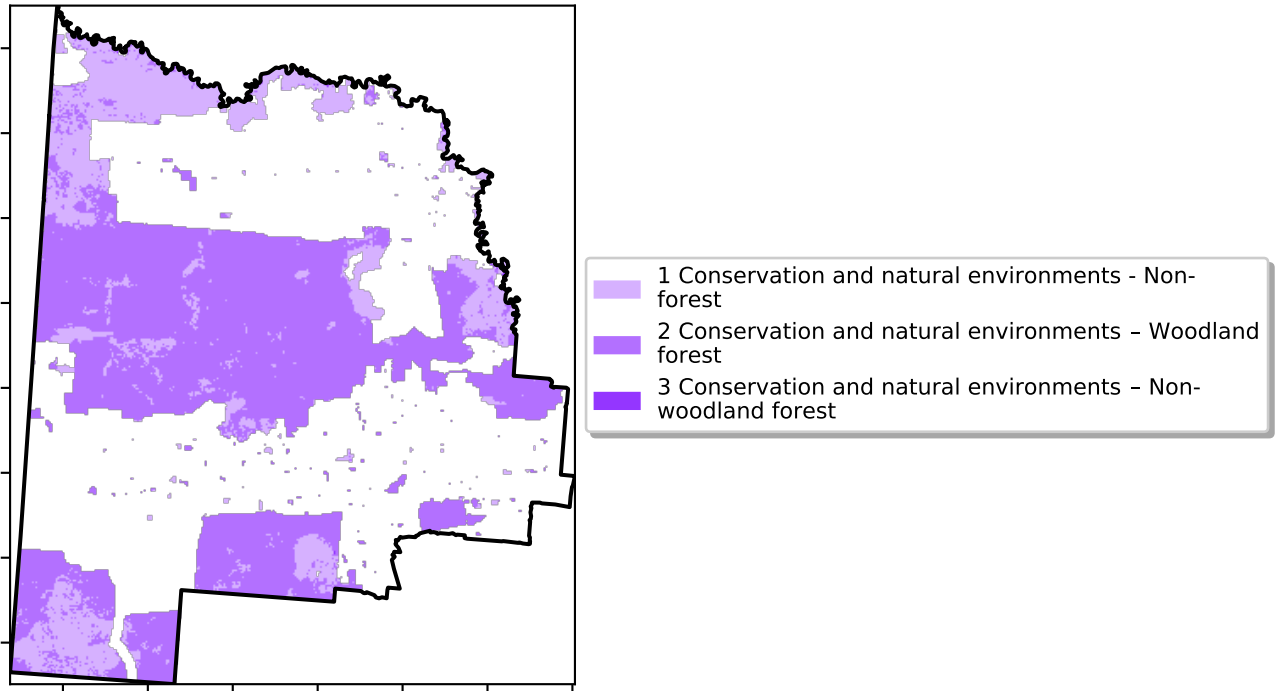 1 Conservation and natural environments - Non-
forest
2 Conservation and natural environments – Woodland
forest
3 Conservation and natural environments – Non-
woodland forest